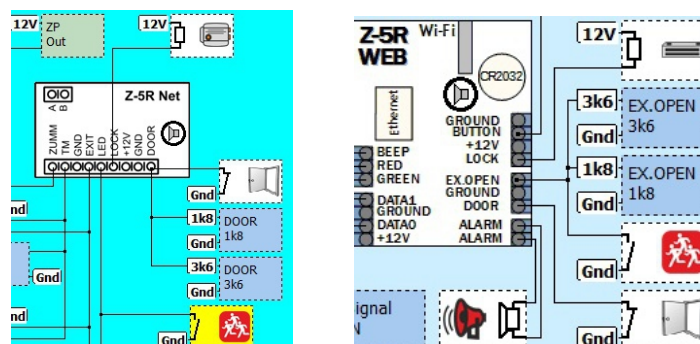 12V
ZP
Out
12V
OIO
A
B
Z-5R Net
ZUMM
TM
GND
EXIT
LED
LOCK
+12V
GND
DOOR
Gnd
1k8
DOOR
1k8
Gnd
3k6
DOOR
3k6
Gnd
nd
Gnd
nd
Gnd
Z-5R
WEB
Wi-Fi
CR2032
Ethernet
GROUND
BUTTON
+12V
LOCK
BEEP
RED
GREEN
EX.OPEN
GROUND
DOOR
DATA1
GROUND
DATA0
+12V
ALARM
ALARM
12V
3k6
EX.OPEN
3k6
Gnd
1k8
EX.OPEN
1k8
Gnd
Gnd
ignal
N
Gnd